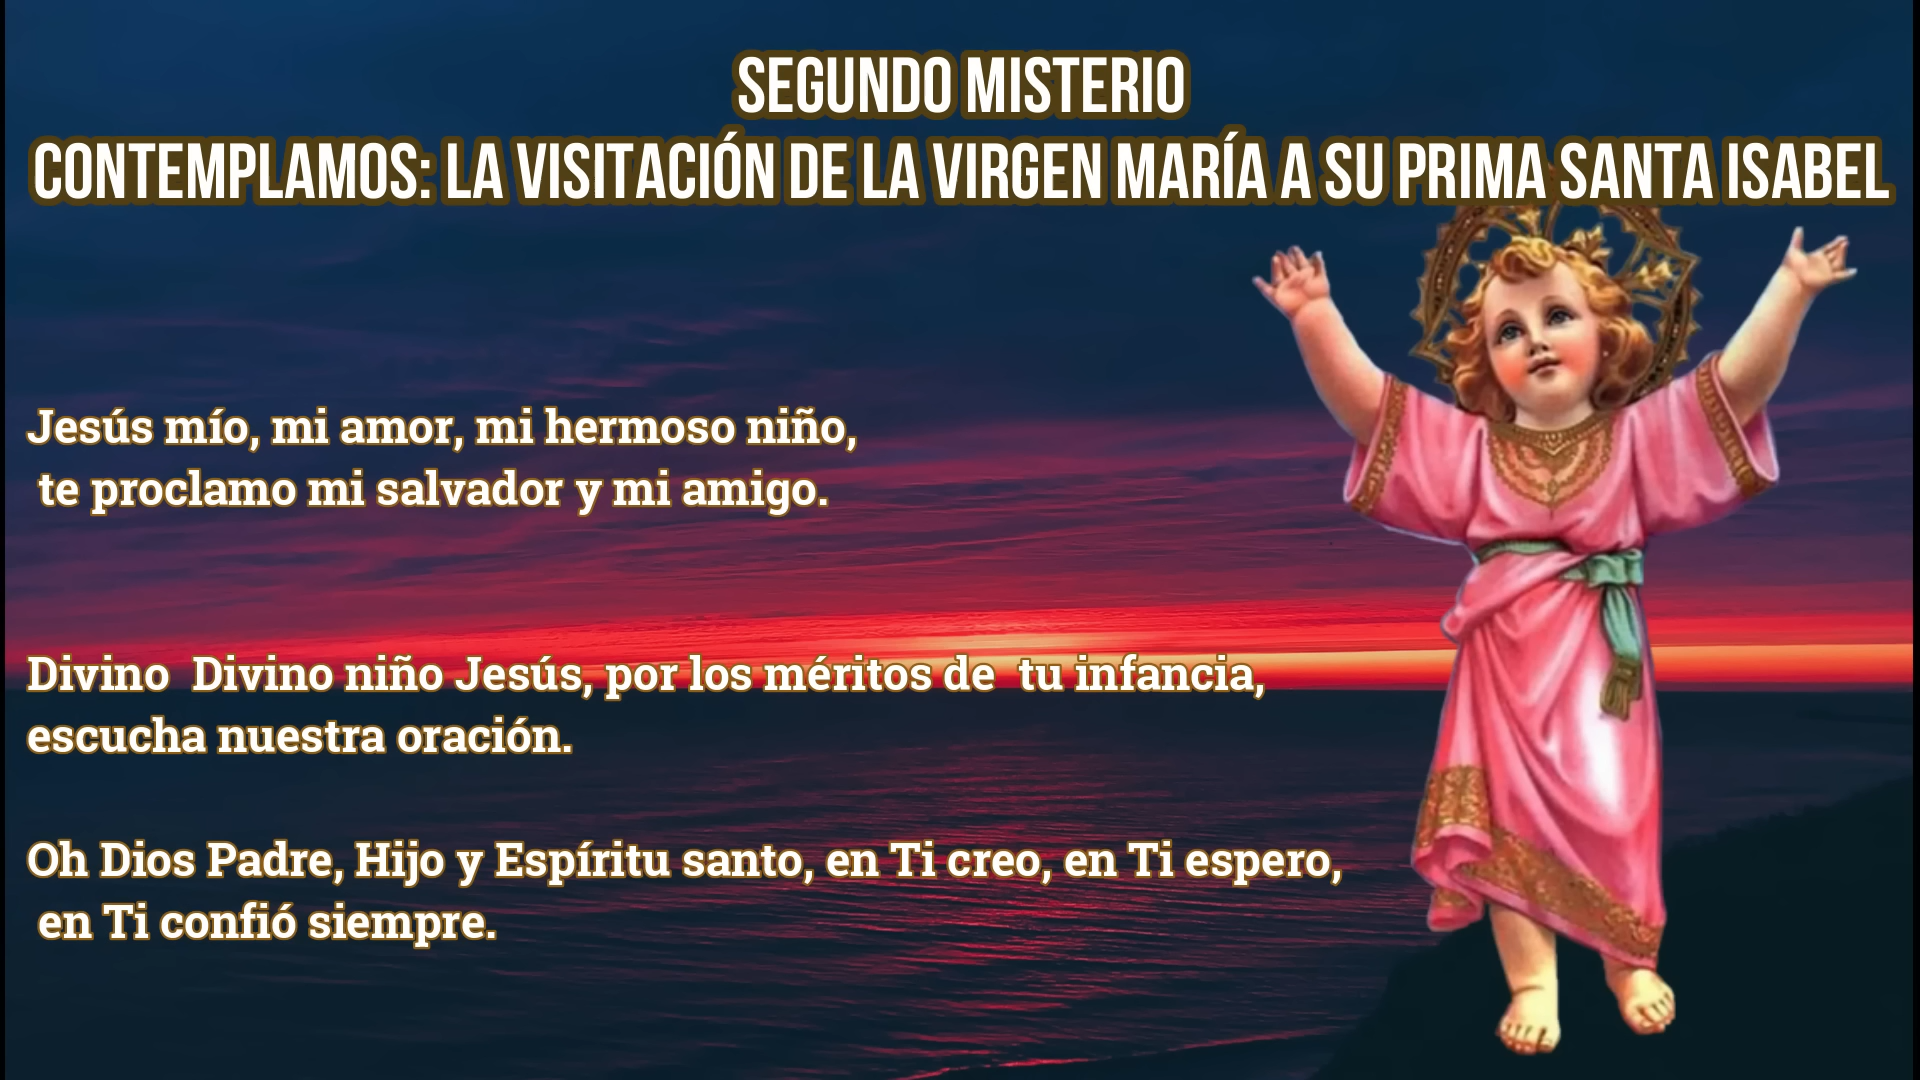 SEGUNDO MISTERIO
CONTEMPLAMOS: LA VISITACIÓN DE LA VIRGEN MARÍA A SU PRIMA SANTA ISABEL
Jesús mío, mi amor, mi hermoso niño,
te proclamo mi salvador y mi amigo.
Divino  Divino niño Jesús, por los méritos de  tu infancia,
escucha nuestra oración.
Oh Dios Padre, Hijo y Espíritu santo, en Ti creo, en Ti espero,
en Ti confió siempre.